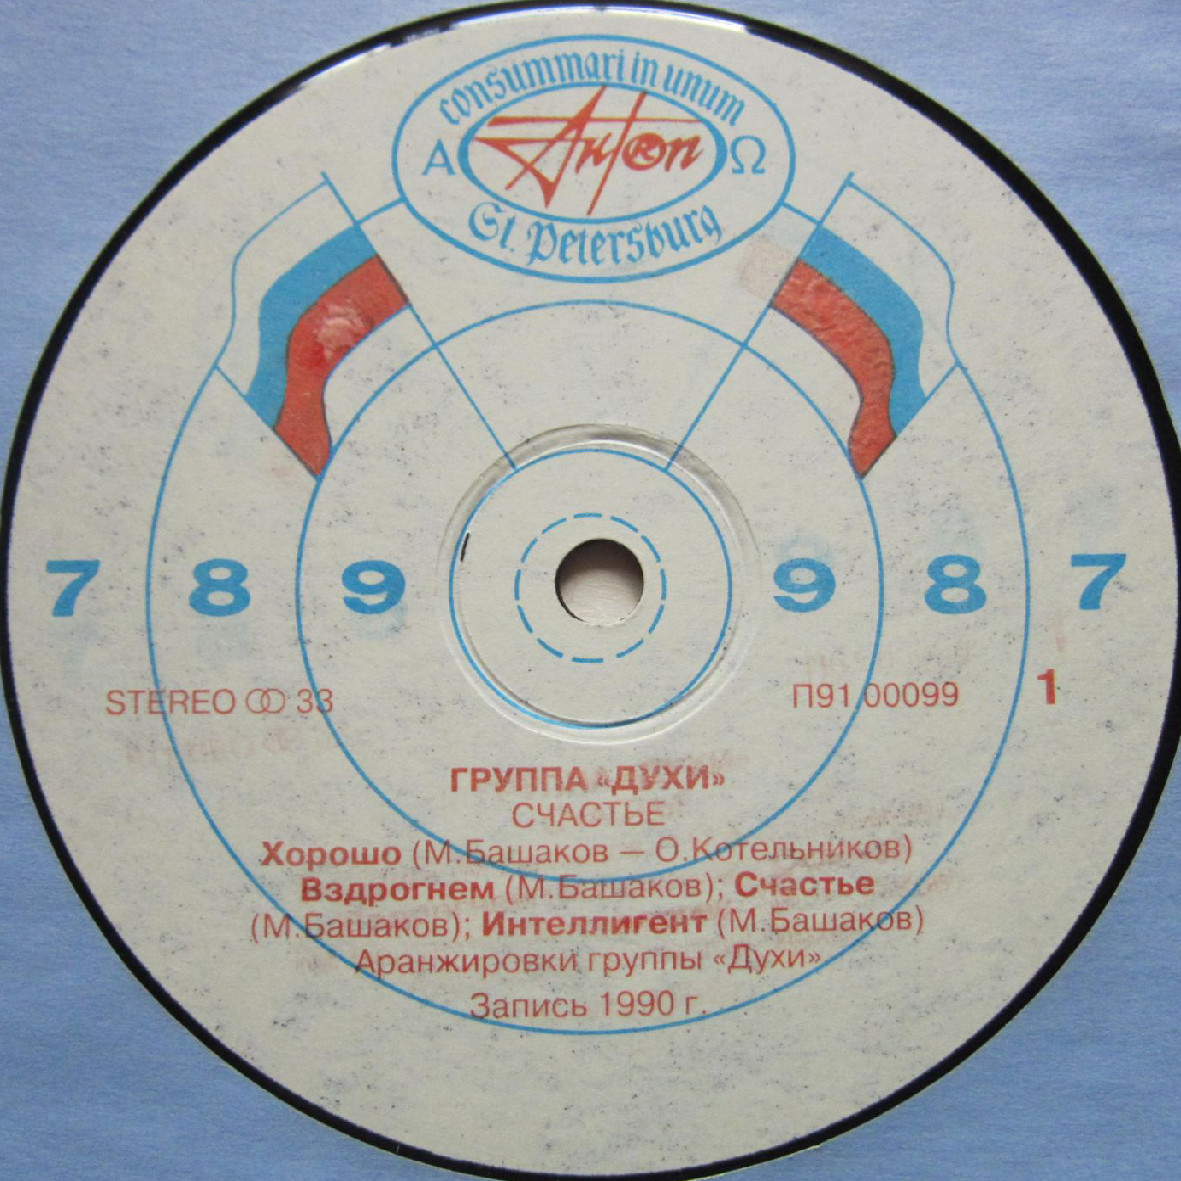 consummari in unum
Α Антоп Ω
St. Petersburg
7 8 9 9 8 7
STEREO 33 П91 00099 1
ГРУППА «ДУХИ»
СЧАСТЬЕ
Хорошо (М.Башаков — О.Котельников)
Вздрогнем (М.Башаков); Счастье
(М.Башаков); Интеллигент (М.Башаков)
Аранжировки группы «Духи»
Запись 1990 г.